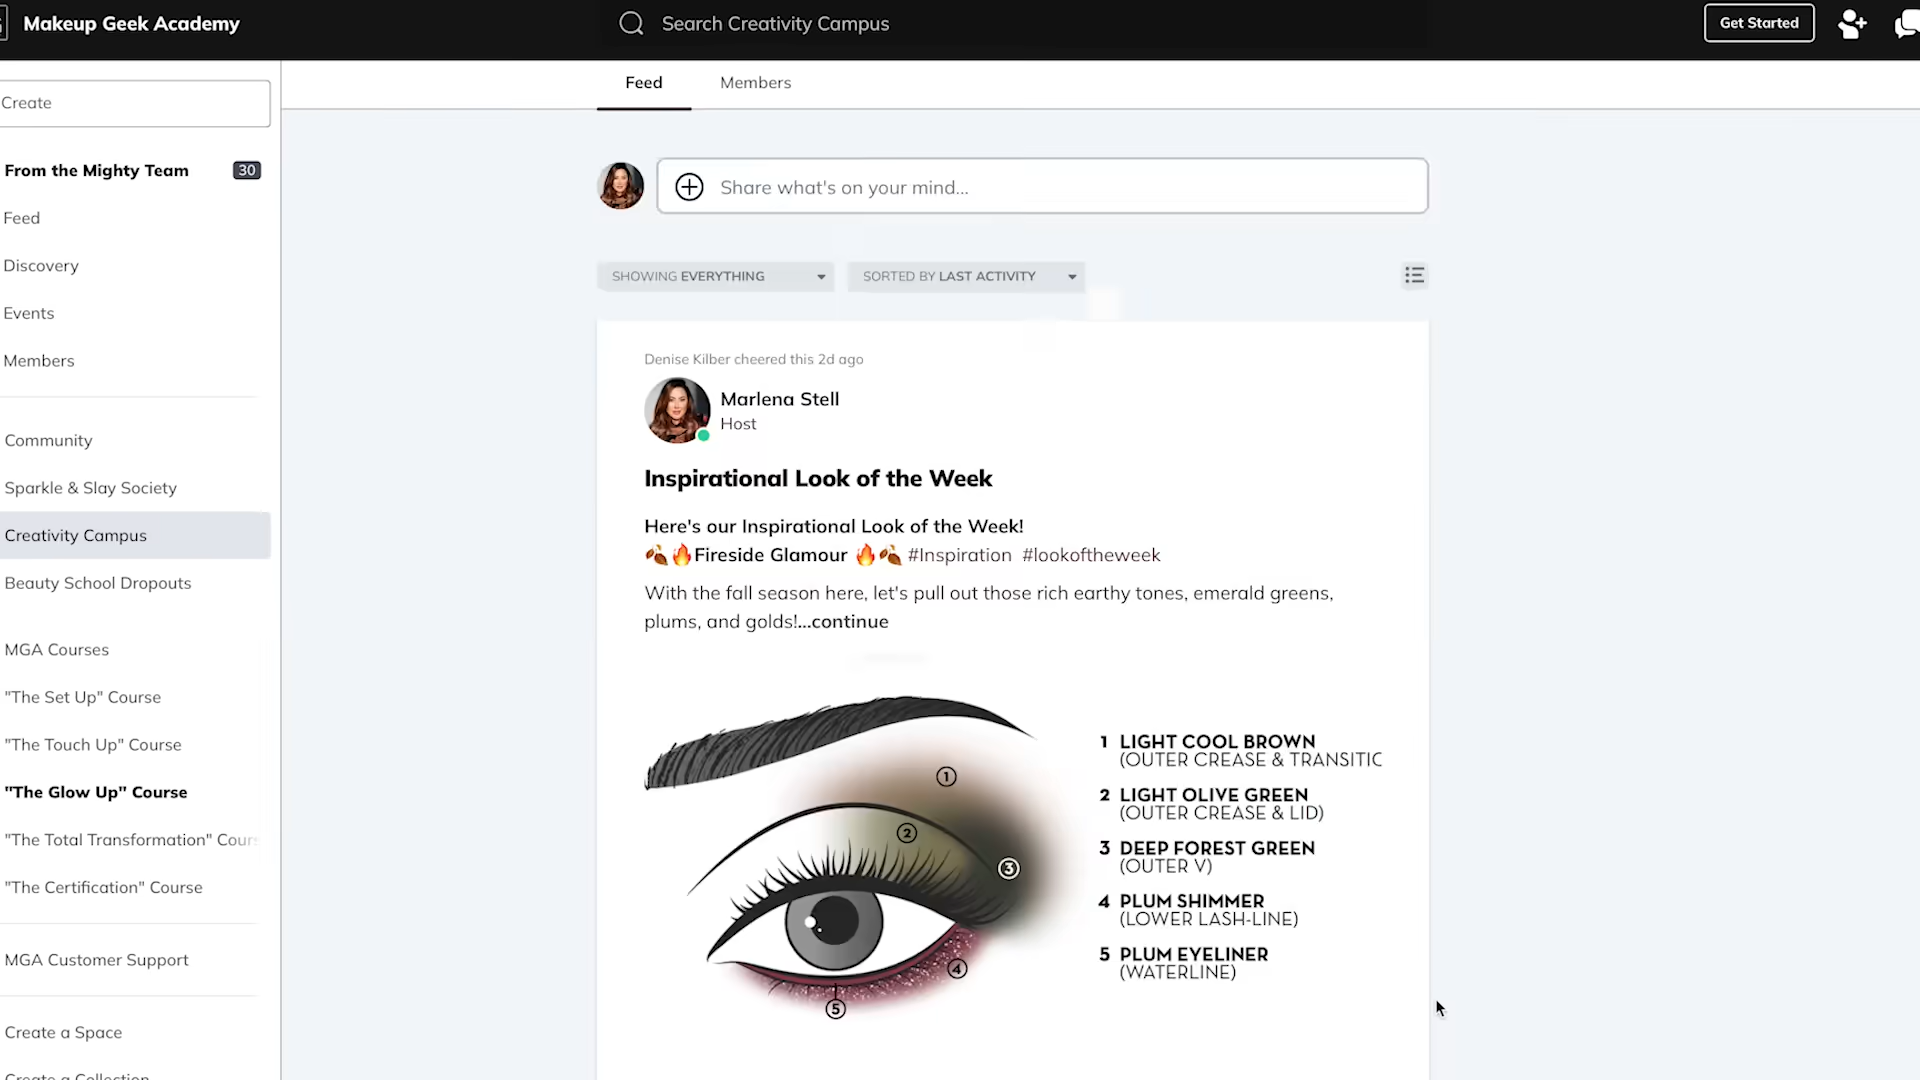 Makeup Geek Academy
Search Creativity Campus
Get Started
Create
From the Mighty Team 30
Feed
Discovery
Events
Members
Community
Sparkle & Slay Society
Creativity Campus
Beauty School Dropouts
MGA Courses
"The Set Up" Course
"The Touch Up" Course
"The Glow Up" Course
"The Total Transformation" Cour
"The Certification" Course
MGA Customer Support
Create a Space
Create a Collection
Feed Members
Share what's on your mind...
SHOWING EVERYTHING SORTED BY LAST ACTIVITY
Denise Kilber cheered this 2d ago
Marlena Stell
Host
Inspirational Look of the Week
Here's our Inspirational Look of the Week!
🍂🔥Fireside Glamour 🔥🍂 #Inspiration #lookoftheweek
With the fall season here, let's pull out those rich earthy tones, emerald greens,
plums, and golds!...continue
1
2
3
4
5
1 LIGHT COOL BROWN
(OUTER CREASE & TRANSITIC
2 LIGHT OLIVE GREEN
(OUTER CREASE & LID)
3 DEEP FOREST GREEN
(OUTER V)
4 PLUM SHIMMER
(LOWER LASH-LINE)
5 PLUM EYELINER
(WATERLINE)